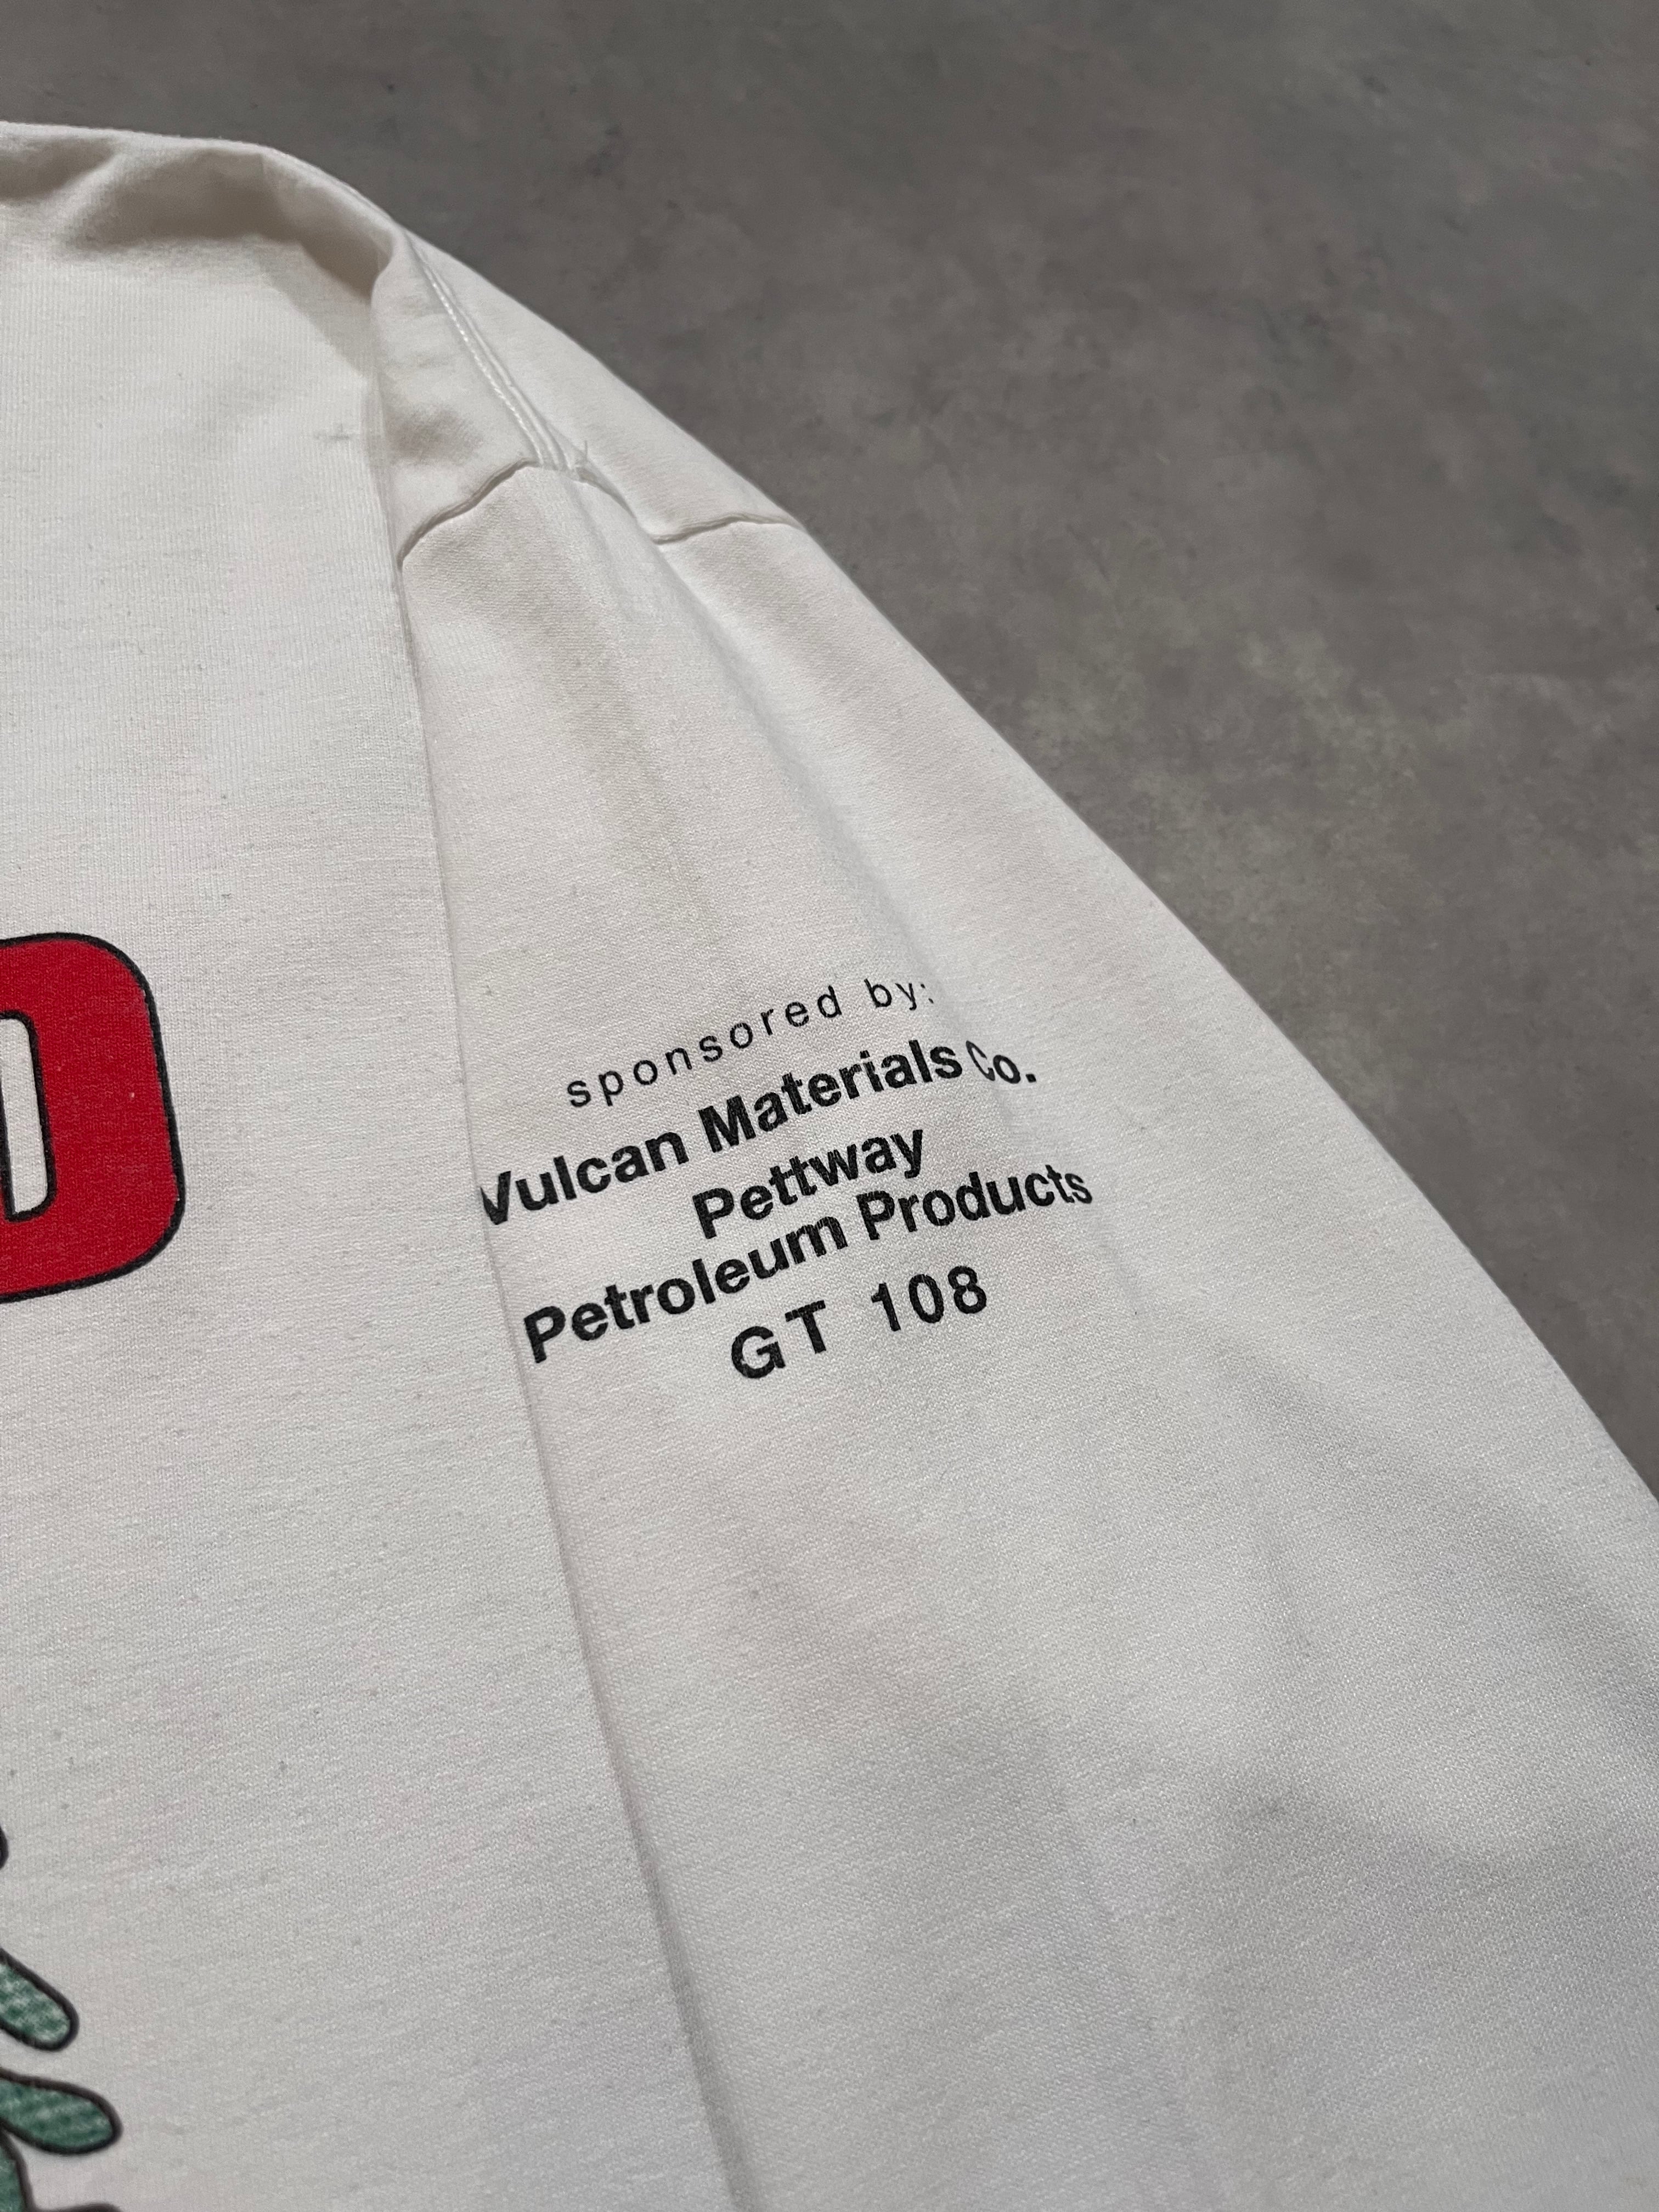 sponsored by:
Vulcan Materials Co.
Pettway
Petroleum Products
GT 108